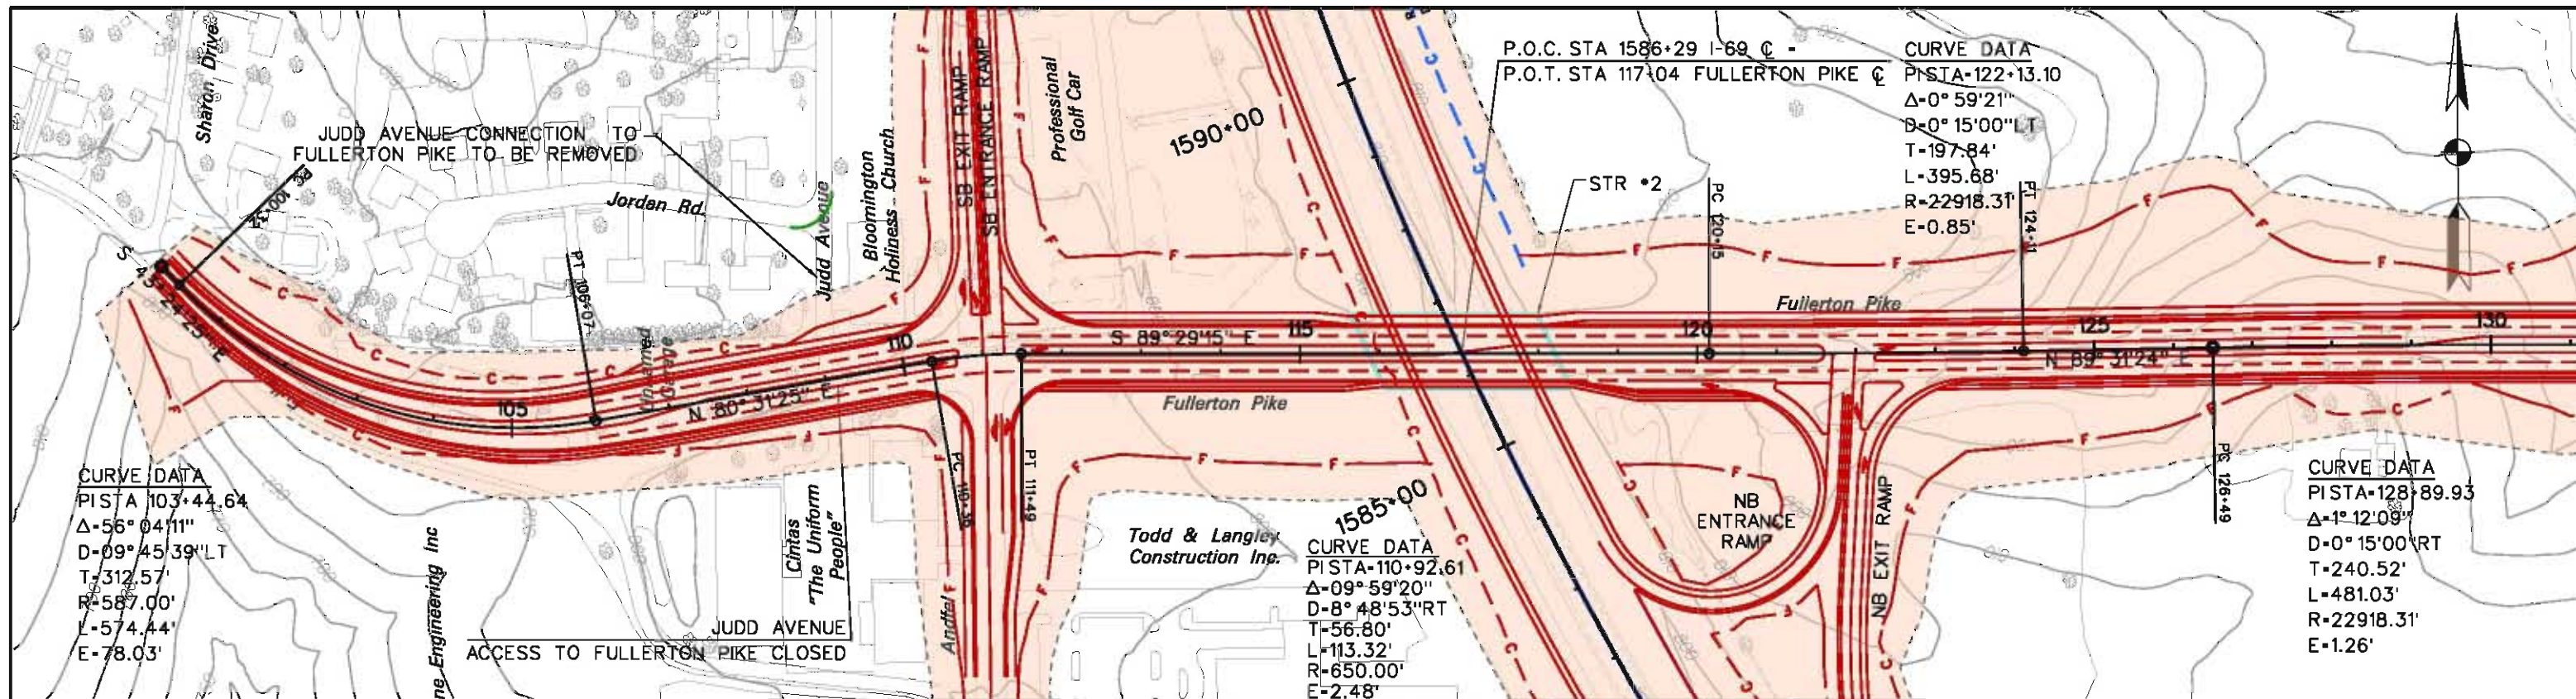 Sharon Drive
JUDD AVENUE CONNECTION TO
FULLERTON PIKE TO BE REMOVED
Jordan Rd.
Judd Avenue
Bloomington
Holiness Church
SB EXIT RAMP
SB ENTRANCE RAMP
Professional
Golf Car
1590+00
P.O.C. STA 1586+29 I-69 ℄ =
P.O.T. STA 117+04 FULLERTON PIKE ℄
STR #2
CURVE DATA
PI STA=122+13.10
Δ=0° 59'21"
D=0° 15'00"LT
T=197.84'
L=395.68'
R=22918.31'
E=0.85'
PC 120+15
PT 124+11
Fullerton Pike
S 43° 24'25" E
PT 106+07
Unnamed
Garage
105
N 80° 31'25" E
110
S 89° 29'15" E
115
120
125
N 89° 31'24" E
130
Fullerton Pike
PT 111+49
PC 126+49
CURVE DATA
PI STA 103+44.64
Δ=56° 04'11"
D=09° 45'39"LT
T=312.57'
R=587.00'
L=574.44'
E=78.03'
Engineering Inc
Cintas
"The Uniform
People"
JUDD AVENUE
ACCESS TO FULLERTON PIKE CLOSED
Todd & Langley
Construction Inc.
1585+00
CURVE DATA
PI STA=110+92.61
Δ=09° 59'20"
D=8° 48'53"RT
T=56.80'
L=113.32'
R=650.00'
E=2.48'
NB
ENTRANCE
RAMP
NB EXIT RAMP
CURVE DATA
PI STA=128+89.93
Δ=1° 12'09"
D=0° 15'00"RT
T=240.52'
L=481.03'
R=22918.31'
E=1.26'